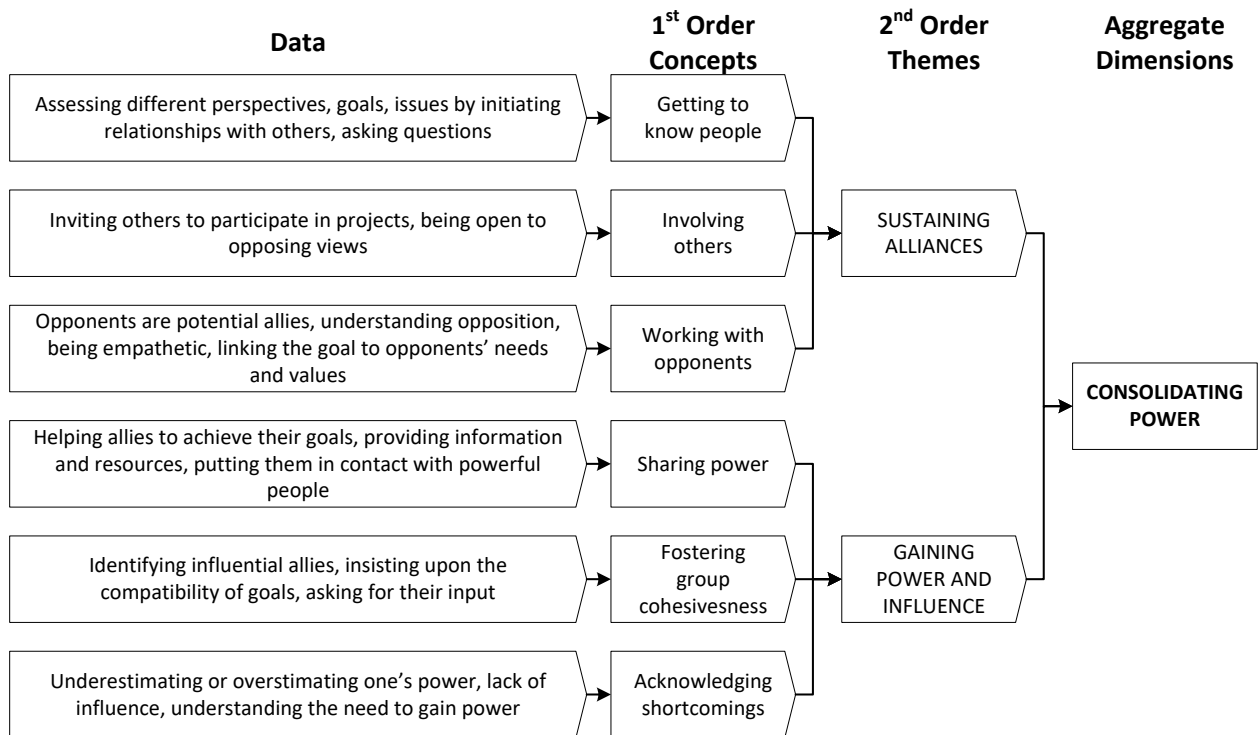 Data
1st Order
Concepts
2nd Order
Themes
Aggregate
Dimensions
Assessing different perspectives, goals, issues by initiating
relationships with others, asking questions
Getting to
know people
Inviting others to participate in projects, being open to
opposing views
Involving
others
SUSTAINING
ALLIANCES
Opponents are potential allies, understanding opposition,
being empathetic, linking the goal to opponents’ needs
and values
Working with
opponents
CONSOLIDATING
POWER
Helping allies to achieve their goals, providing information
and resources, putting them in contact with powerful
people
Sharing power
Identifying influential allies, insisting upon the
compatibility of goals, asking for their input
Fostering
group
cohesivesness
GAINING
POWER AND
INFLUENCE
Underestimating or overstimating one’s power, lack of
influence, understanding the need to gain power
Acknowledging
shortcomings